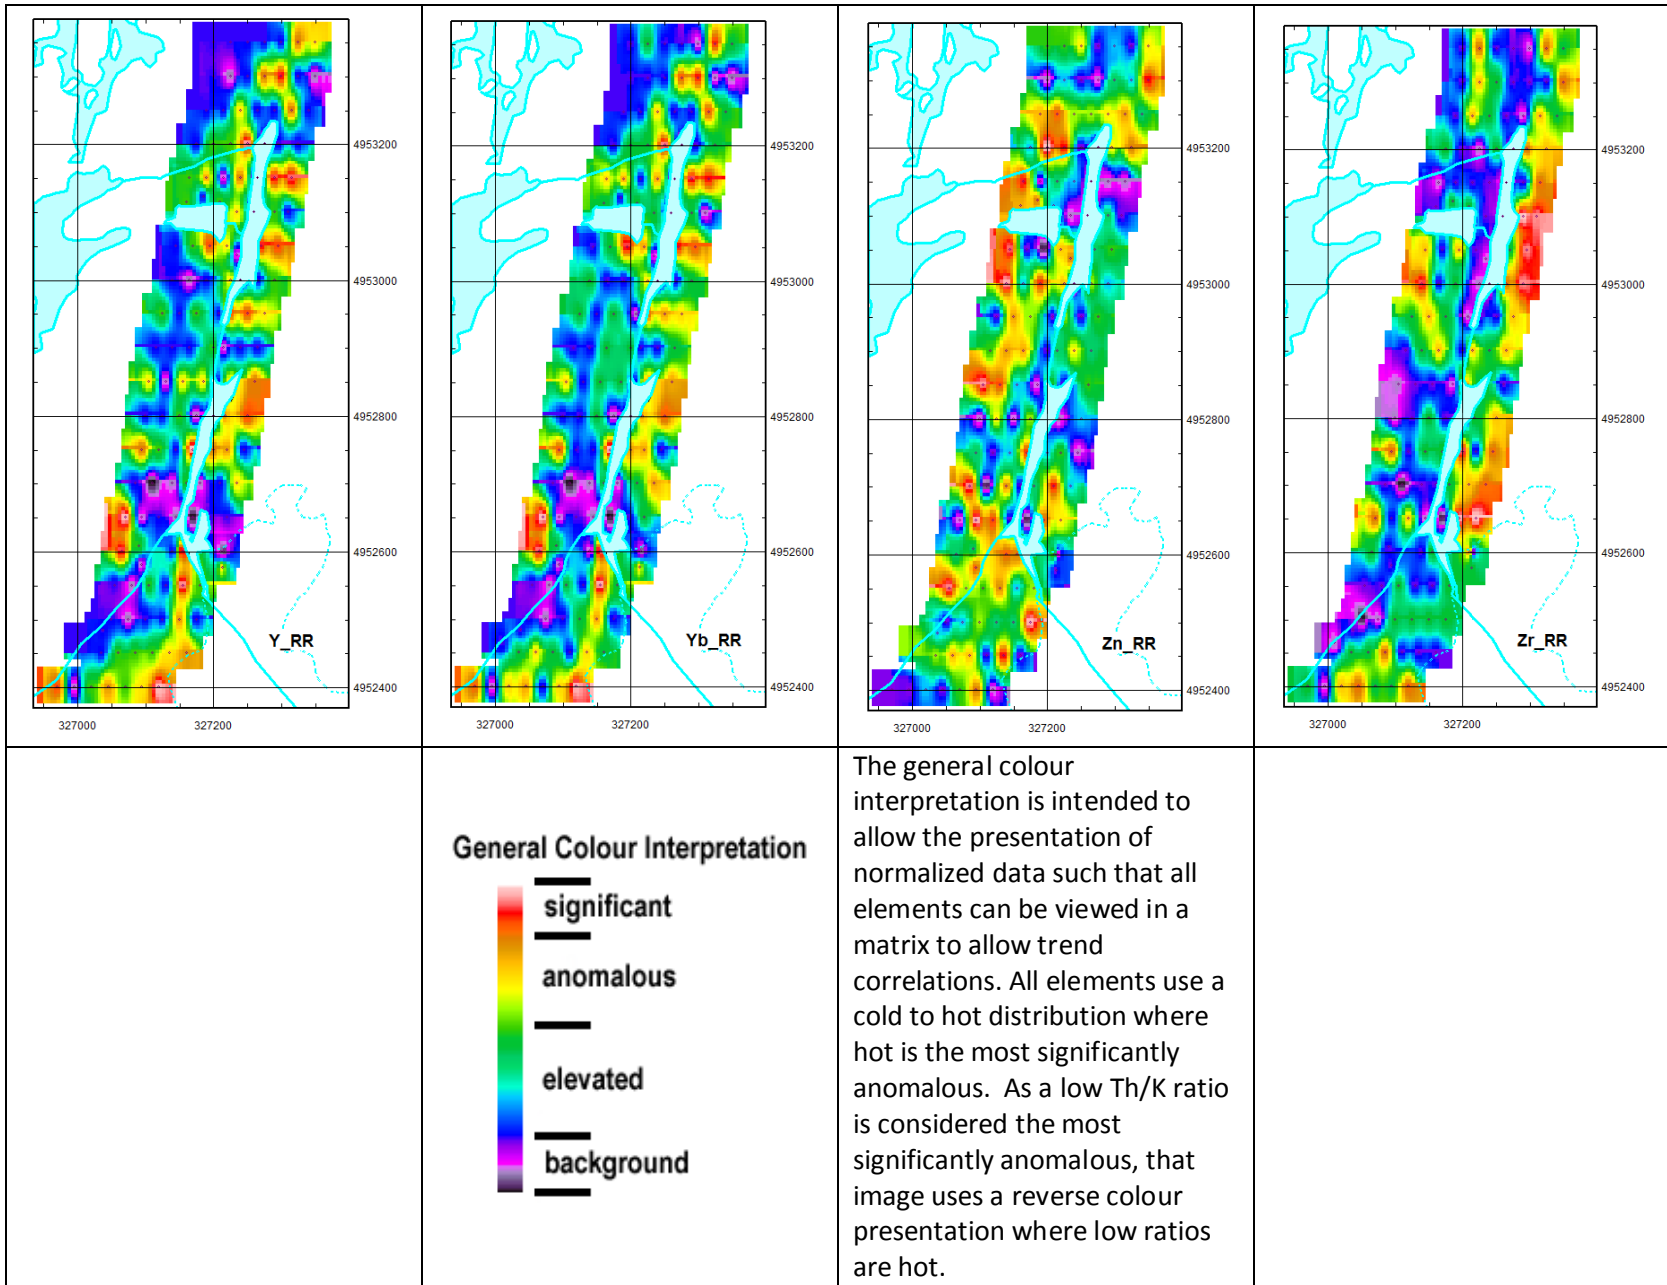 4953200
4953000
4952800
4952600
Y_RR
4952400
327000 327200
4953200
4953000
4952800
4952600
Yb_RR
4952400
327000 327200
4953200
4953000
4952800
4952600
Zn_RR
4952400
327000 327200
4953200
4953000
4952800
4952600
Zr_RR
4952400
327000 327200
General Colour Interpretation
significant
anomalous
elevated
background
The general colour
interpretation is intended to
allow the presentation of
normalized data such that all
elements can be viewed in a
matrix to allow trend
correlations. All elements use a
cold to hot distribution where
hot is the most significantly
anomalous. As a low Th/K ratio
is considered the most
significantly anomalous, that
image uses a reverse colour
presentation where low ratios
are hot.